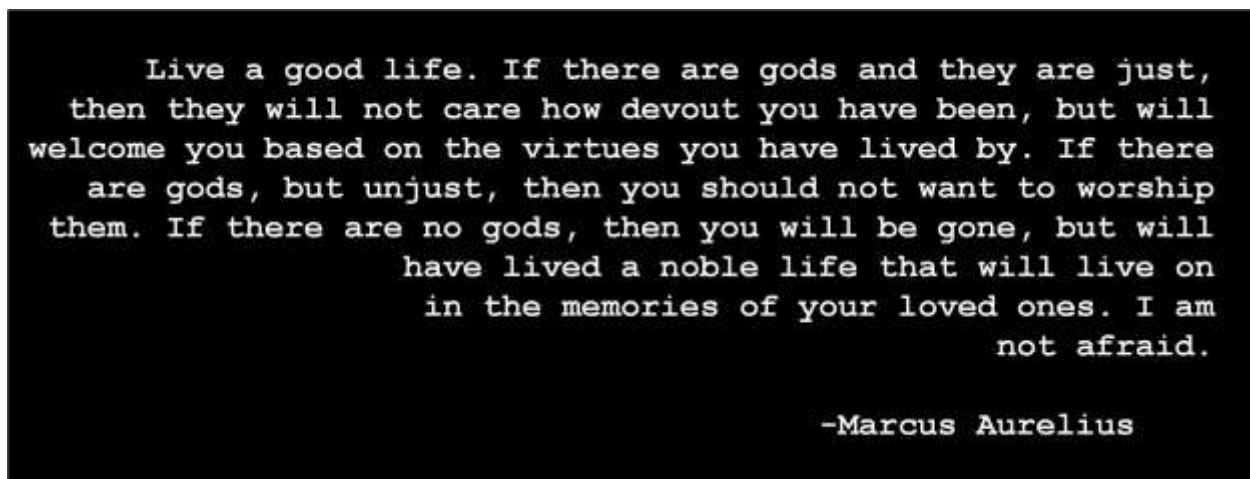 Live a good life. If there are gods and they are just,
then they will not care how devout you have been, but will
welcome you based on the virtues you have lived by. If there
are gods, but unjust, then you should not want to worship
them. If there are no gods, then you will be gone, but will
have lived a noble life that will live on
in the memories of your loved ones. I am
not afraid.
-Marcus Aurelius